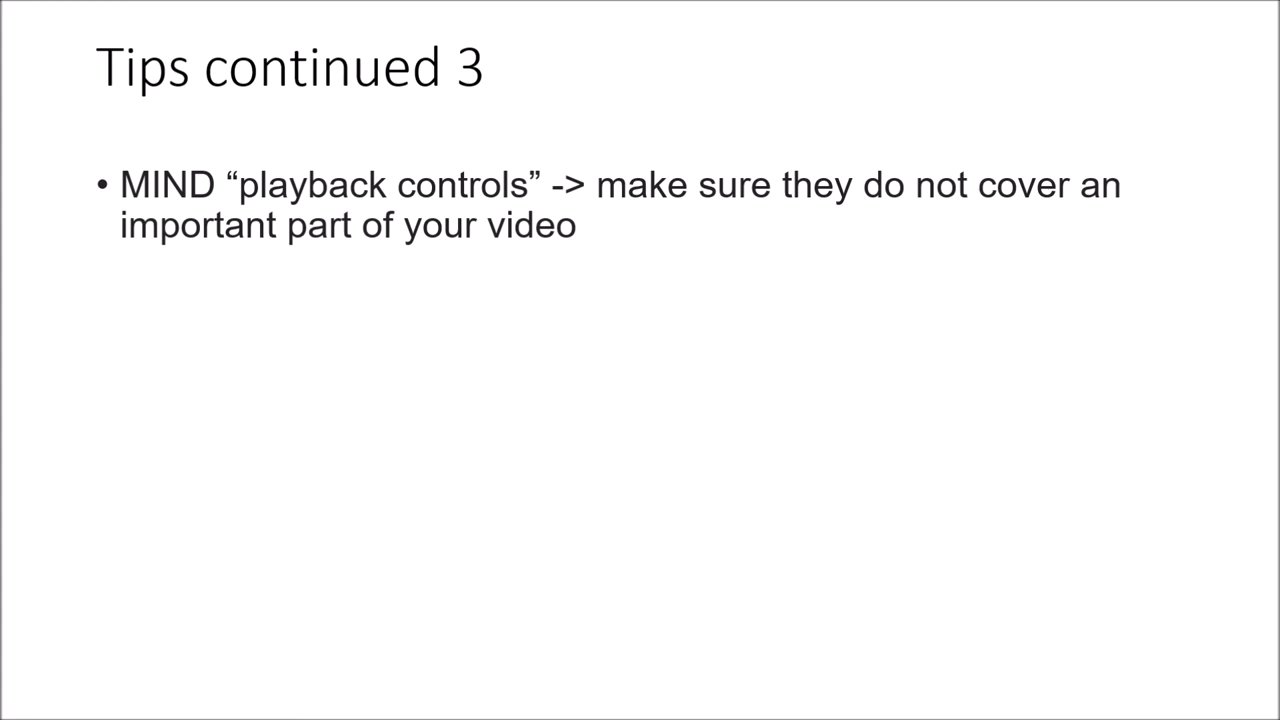 Tips continued 3
• MIND “playback controls” -> make sure they do not cover an
important part of your video